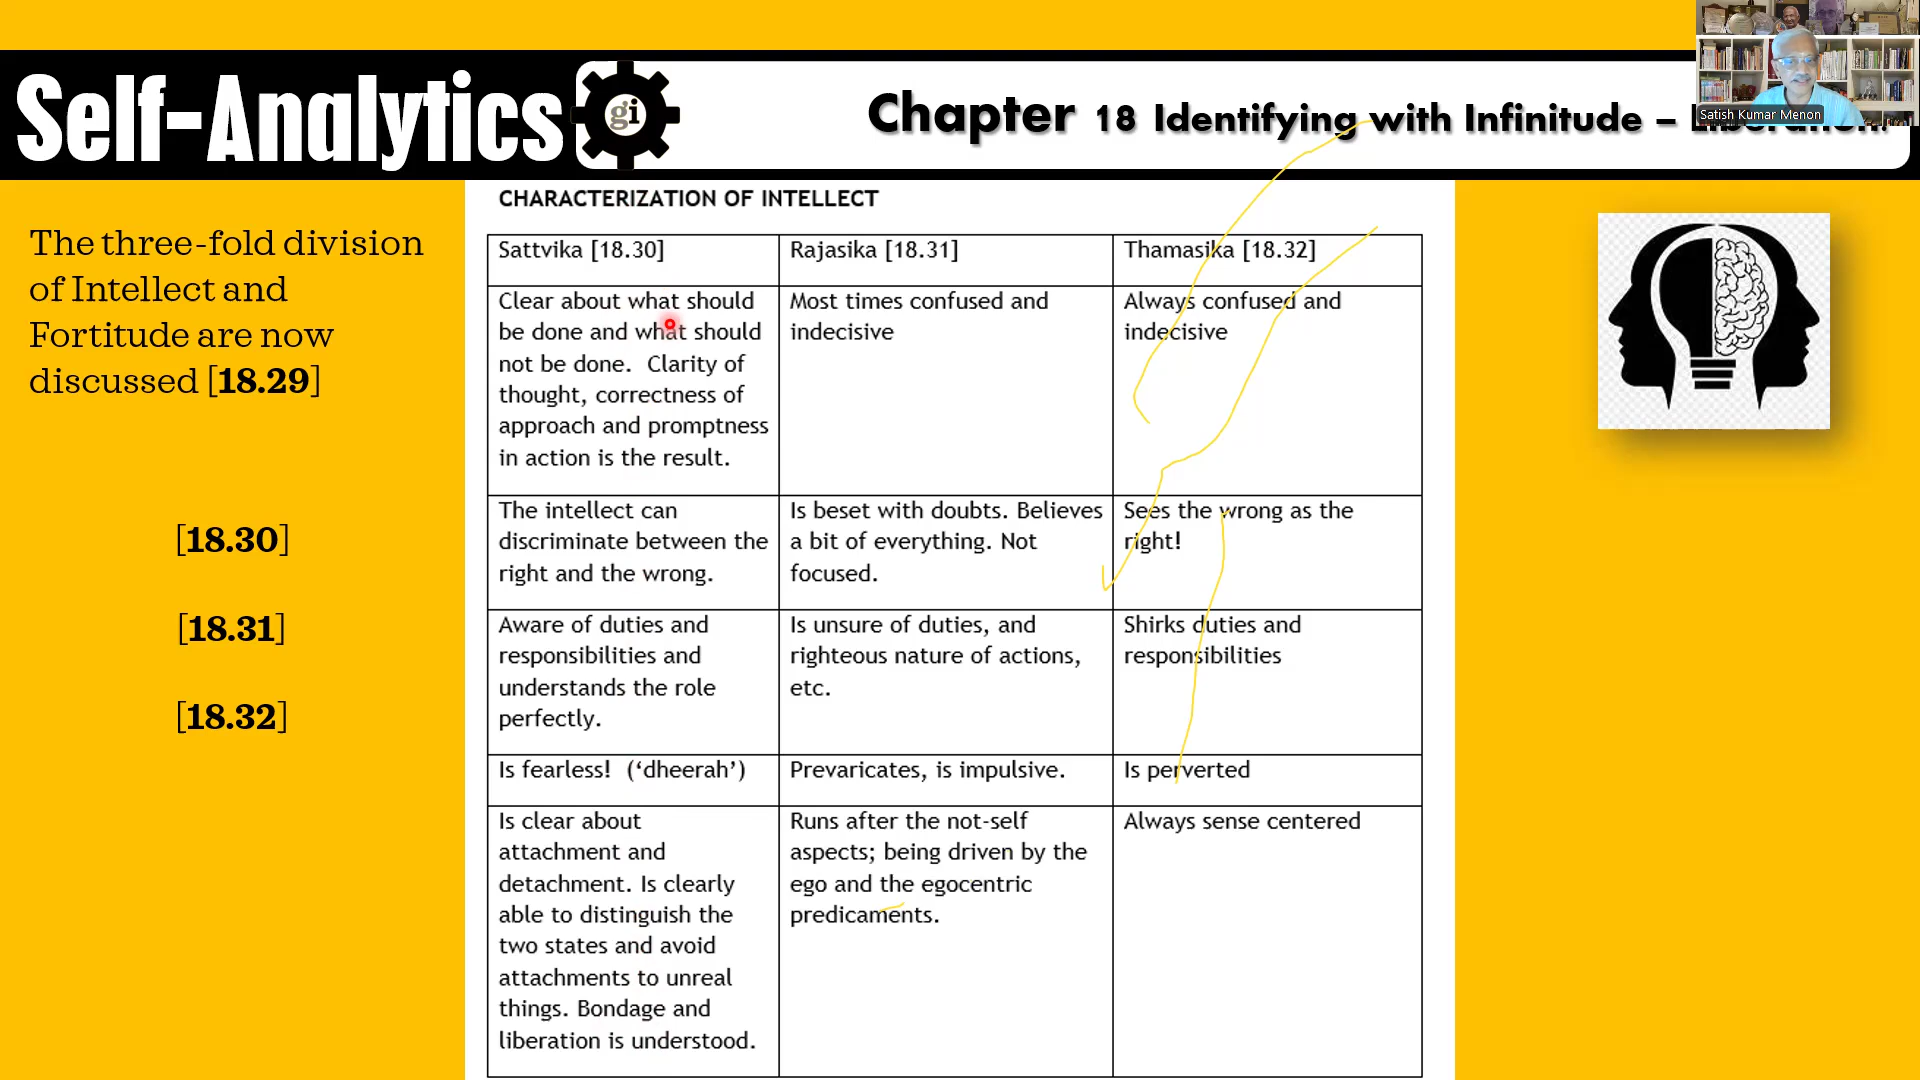 Self-Analytics
gi
Chapter 18 Identifying with Infinitude –
Satish Kumar Menon
The three-fold division
of Intellect and
Fortitude are now
discussed [18.29]
[18.30]
[18.31]
[18.32]
CHARACTERIZATION OF INTELLECT
Sattvika [18.30]
Rajasika [18.31]
Thamasika [18.32]
Clear about what should
be done and what should
not be done.  Clarity of
thought, correctness of
approach and promptness
in action is the result.
Most times confused and
indecisive
Always confused and
indecisive
The intellect can
discriminate between the
right and the wrong.
Is beset with doubts. Believes
a bit of everything. Not
focused.
Sees the wrong as the
right!
Aware of duties and
responsibilities and
understands the role
perfectly.
Is unsure of duties, and
righteous nature of actions,
etc.
Shirks duties and
responsibilities
Is fearless!  (‘dheerah’)
Prevaricates, is impulsive.
Is perverted
Is clear about
attachment and
detachment. Is clearly
able to distinguish the
two states and avoid
attachments to unreal
things. Bondage and
liberation is understood.
Runs after the not-self
aspects; being driven by the
ego and the egocentric
predicaments.
Always sense centered